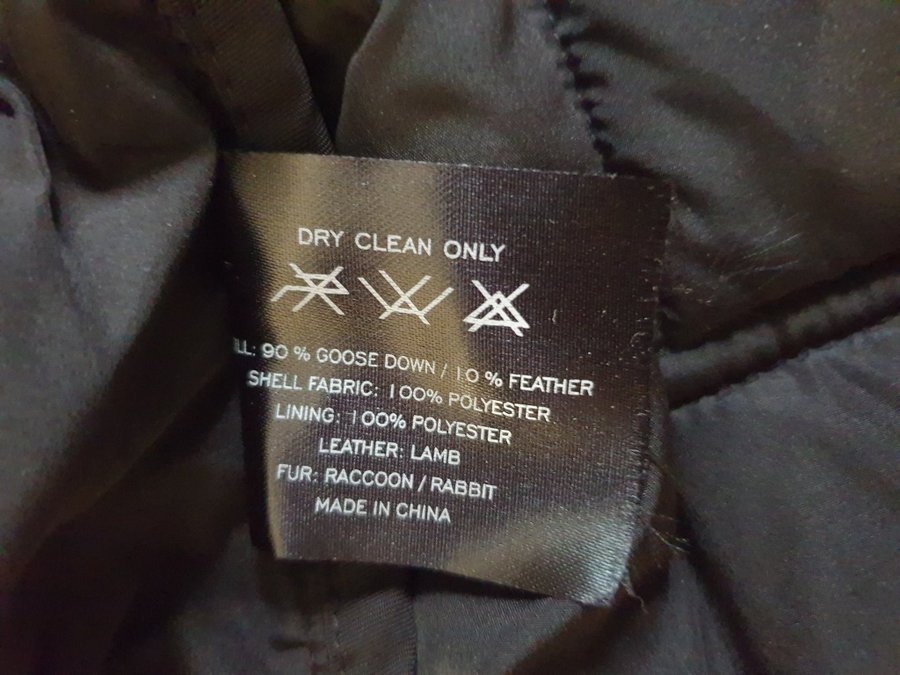 DRY CLEAN ONLY
LL: 90 % GOOSE DOWN / 10 % FEATHER
SHELL FABRIC: 100% POLYESTER
LINING: 100% POLYESTER
LEATHER: LAMB
FUR: RACCOON / RABBIT
MADE IN CHINA